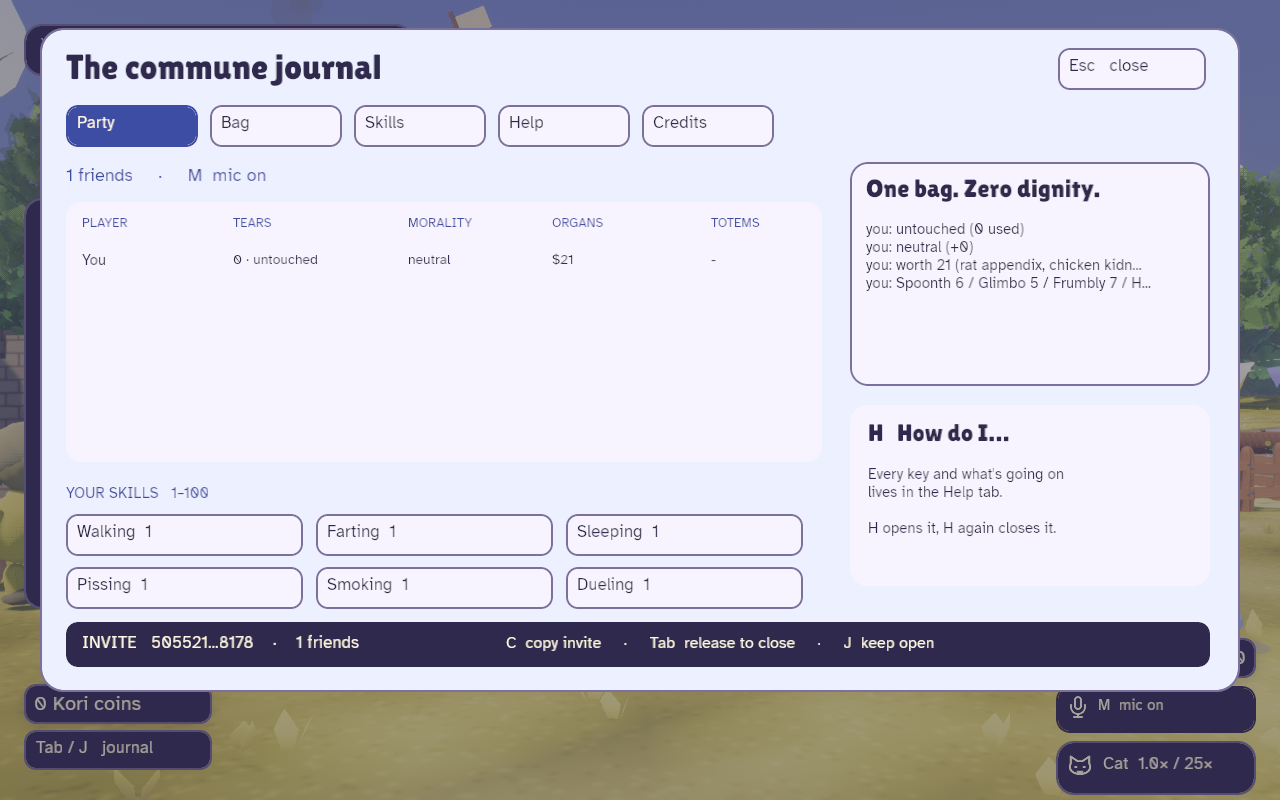 The commune journal
Esc close
Party Bag Skills Help Credits
1 friends · M mic on
PLAYER TEARS MORALITY ORGANS TOTEMS
You 0 · untouched neutral $21 -
One bag. Zero dignity.
you: untouched (0 used)
you: neutral (+0)
you: worth 21 (rat appendix, chicken kidn...
you: Spoonth 6 / Glimbo 5 / Frumbly 7 / H...
H How do I...
Every key and what's going on
lives in the Help tab.
H opens it, H again closes it.
YOUR SKILLS 1-100
Walking 1 Farting 1 Sleeping 1
Pissing 1 Smoking 1 Dueling 1
INVITE 505521...8178 · 1 friends C copy invite · Tab release to close · J keep open
0 Kori coins
Tab / J journal
M mic on
Cat 1.0× / 25×